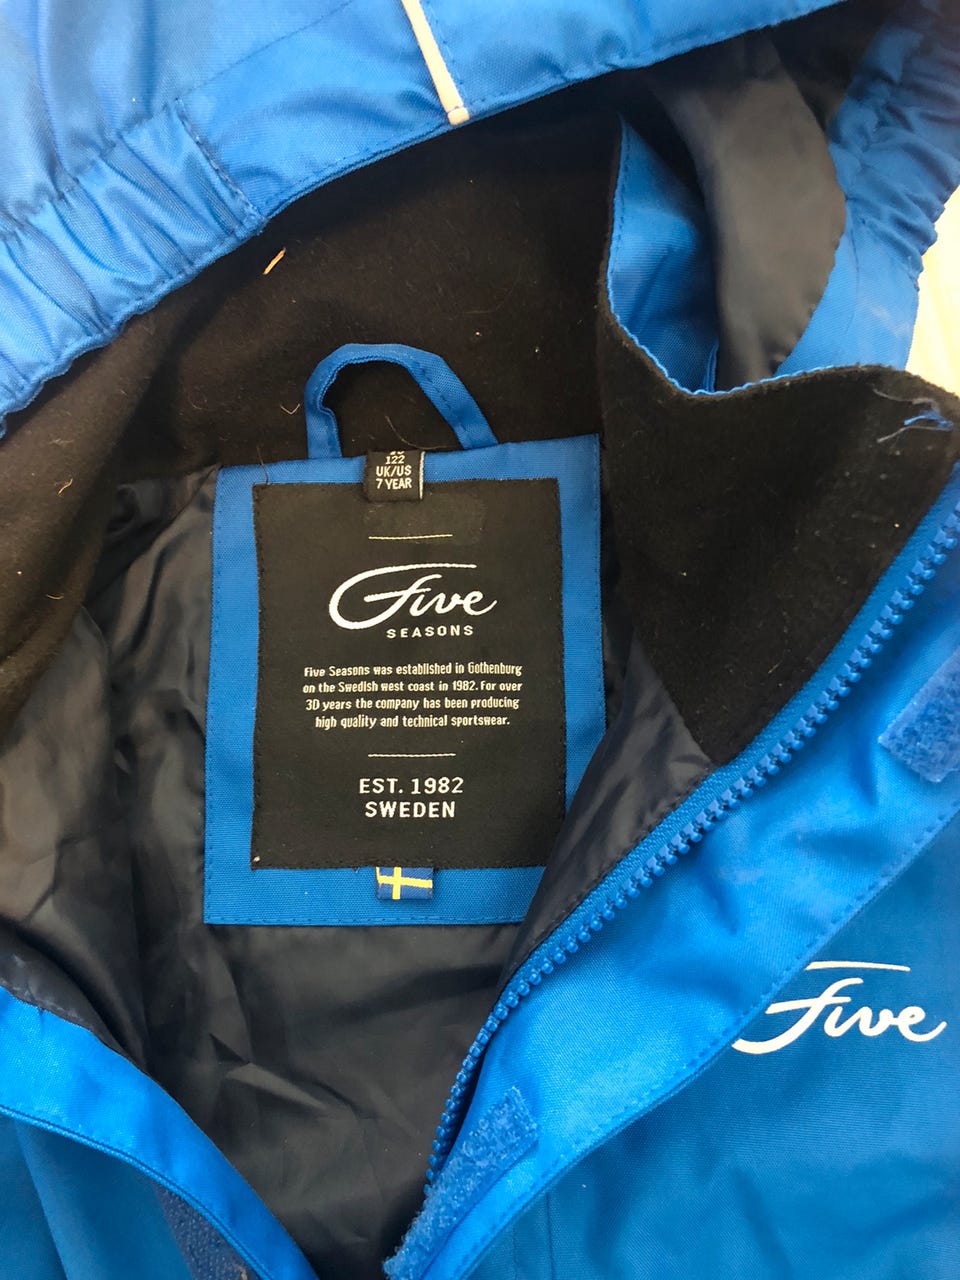 122
UK/US
7 YEAR
Five
SEASONS
Five Seasons was established in Gothenburg
on the Swedish west coast in 1982. For over
30 years the company has been producing
high quality and technical sportswear.
EST. 1982
SWEDEN
Five